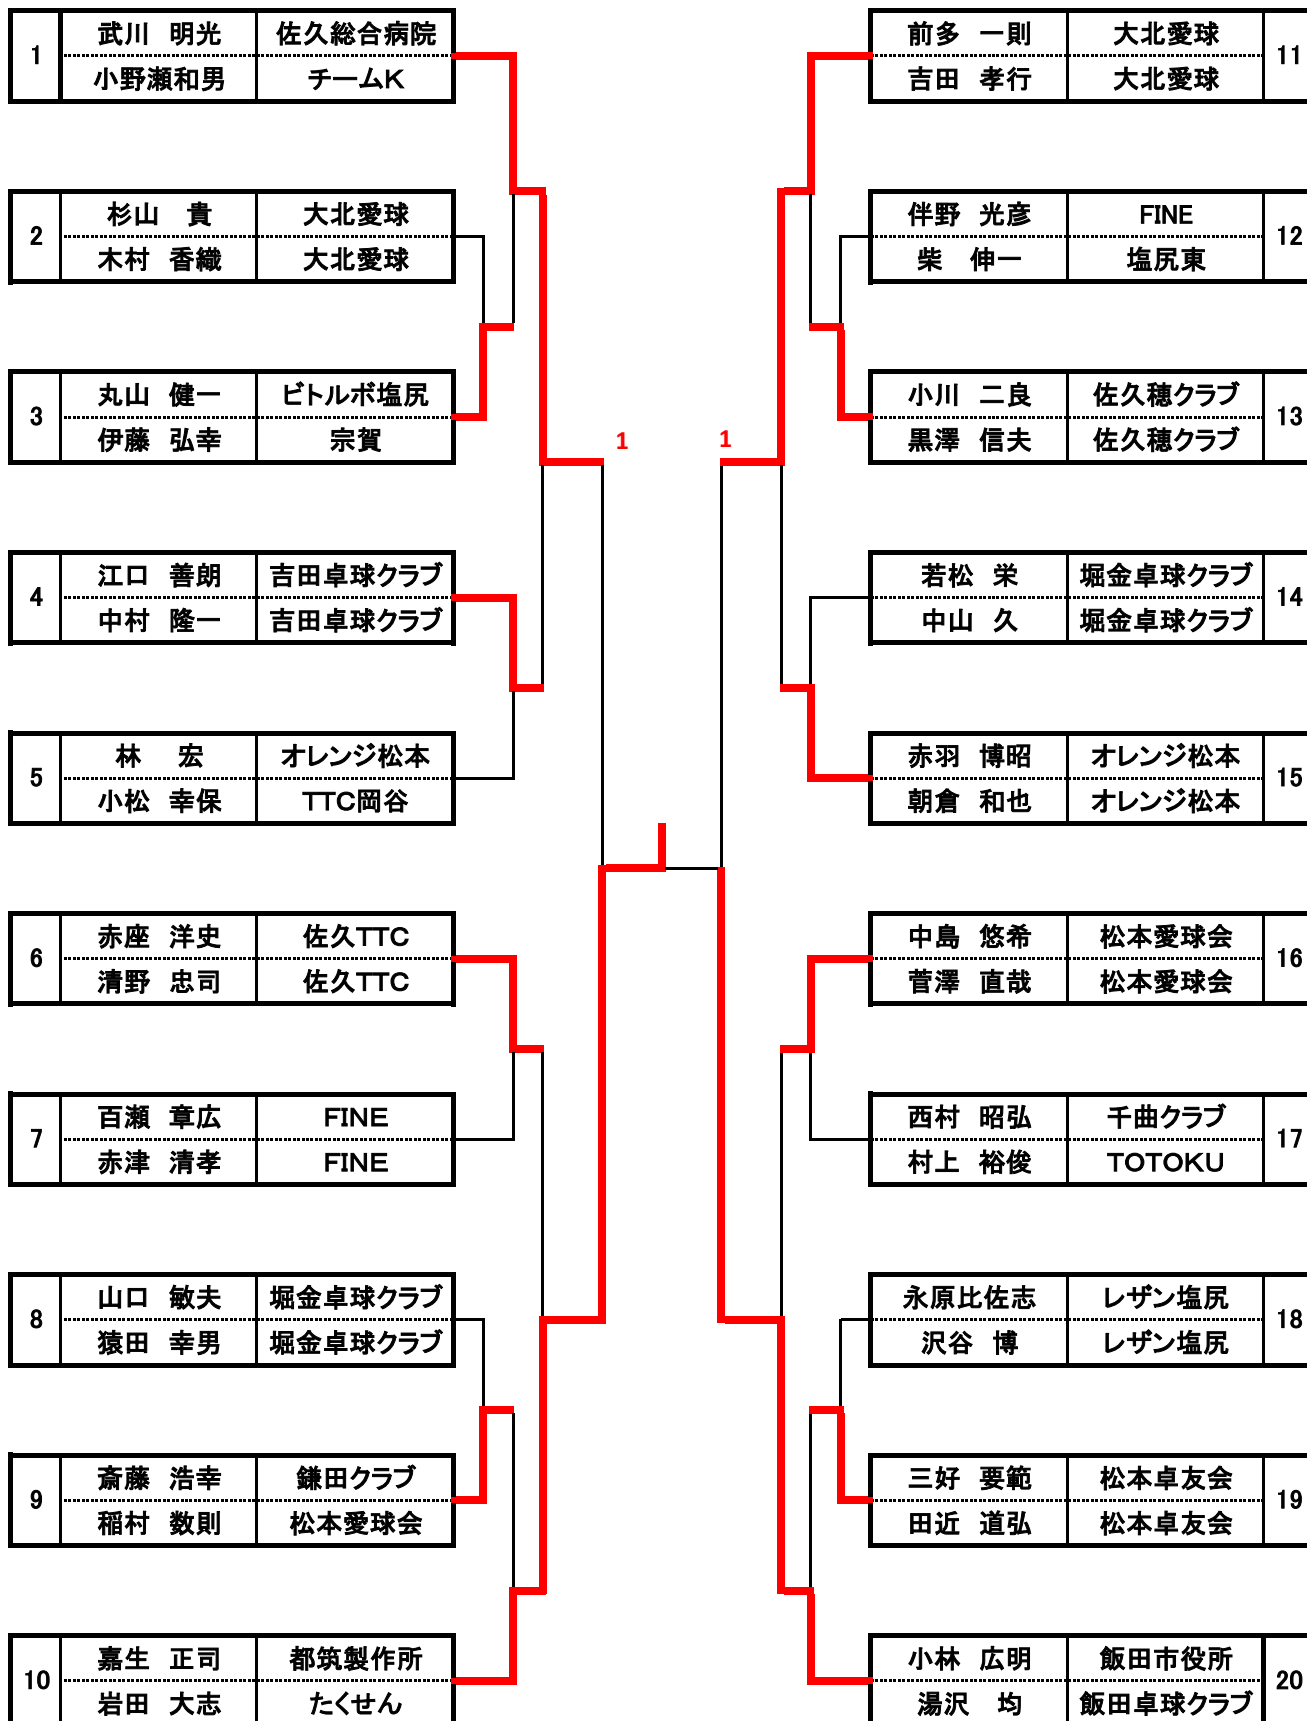 1 武川 明光 佐久総合病院
小野瀬和男 チームK
2 杉山 貴 大北愛球
木村 香織 大北愛球
3 丸山 健一 ビトルボ塩尻
伊藤 弘幸 宗賀
4 江口 善朗 吉田卓球クラブ
中村 隆一 吉田卓球クラブ
5 林 宏 オレンジ松本
小松 幸保 TTC岡谷
6 赤座 洋史 佐久TTC
清野 忠司 佐久TTC
7 百瀬 章広 FINE
赤津 清孝 FINE
8 山口 敏夫 堀金卓球クラブ
猿田 幸男 堀金卓球クラブ
9 斎藤 浩幸 鎌田クラブ
稲村 数則 松本愛球会
10 嘉生 正司 都筑製作所
岩田 大志 たくせん
1 1
前多 一則 大北愛球 11
吉田 孝行 大北愛球
伴野 光彦 FINE 12
柴 伸一 塩尻東
小川 二良 佐久穂クラブ 13
黒澤 信夫 佐久穂クラブ
若松 栄 堀金卓球クラブ 14
中山 久 堀金卓球クラブ
赤羽 博昭 オレンジ松本 15
朝倉 和也 オレンジ松本
中島 悠希 松本愛球会 16
菅澤 直哉 松本愛球会
西村 昭弘 千曲クラブ 17
村上 裕俊 TOTOKU
永原比佐志 レザン塩尻 18
沢谷 博 レザン塩尻
三好 要範 松本卓友会 19
田近 道弘 松本卓友会
小林 広明 飯田市役所 20
湯沢 均 飯田卓球クラブ